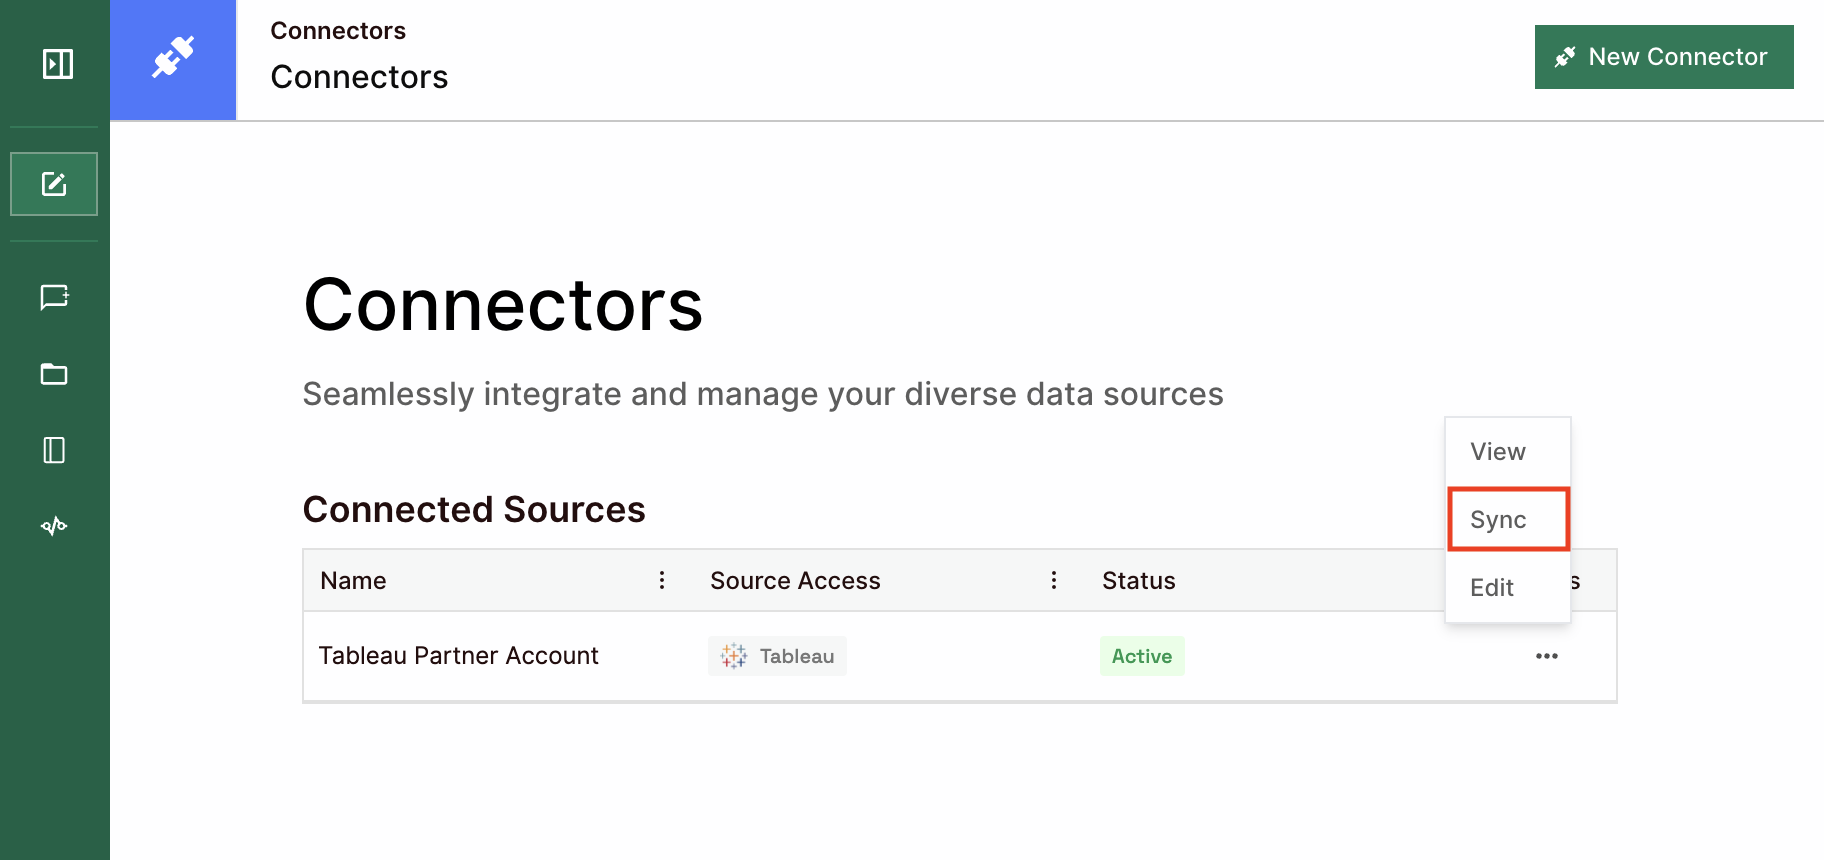 Connectors
Connectors
New Connector
Connectors
Seamlessly integrate and manage your diverse data sources
View
Sync
Edit
Connected Sources
Name
Source Access
Status
s
Tableau Partner Account
Tableau
Active